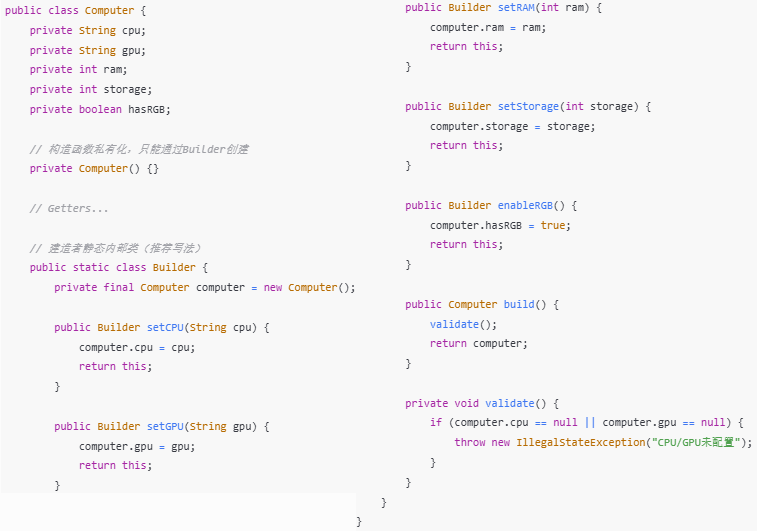 public class Computer {
    private String cpu;
    private String gpu;
    private int ram;
    private int storage;
    private boolean hasRGB;

    // 构造函数私有化，只能通过Builder创建
    private Computer() {}

    // Getters...

    // 建造者静态内部类（推荐写法）
    public static class Builder {
        private final Computer computer = new Computer();

        public Builder setCPU(String cpu) {
            computer.cpu = cpu;
            return this;
        }

        public Builder setGPU(String gpu) {
            computer.gpu = gpu;
            return this;
        }

        public Builder setRAM(int ram) {
            computer.ram = ram;
            return this;
        }

        public Builder setStorage(int storage) {
            computer.storage = storage;
            return this;
        }

        public Builder enableRGB() {
            computer.hasRGB = true;
            return this;
        }

        public Computer build() {
            validate();
            return computer;
        }

        private void validate() {
            if (computer.cpu == null || computer.gpu == null) {
                throw new IllegalStateException("CPU/GPU未配置");
            }
        }
    }
}